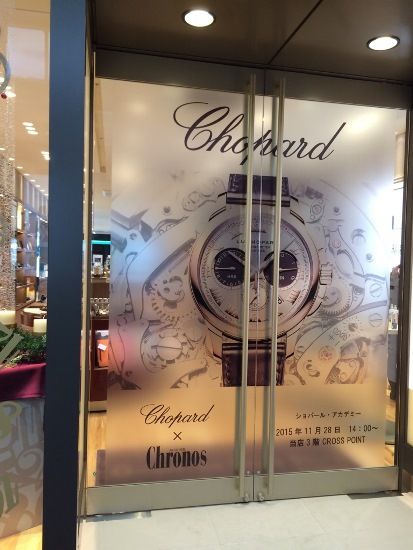 Chopard
L.U.CHOPARD
Chopard
×
Chronos
ショパール・アカデミー
2015年11月28日 14:00~
当店3階 CROSS POINT